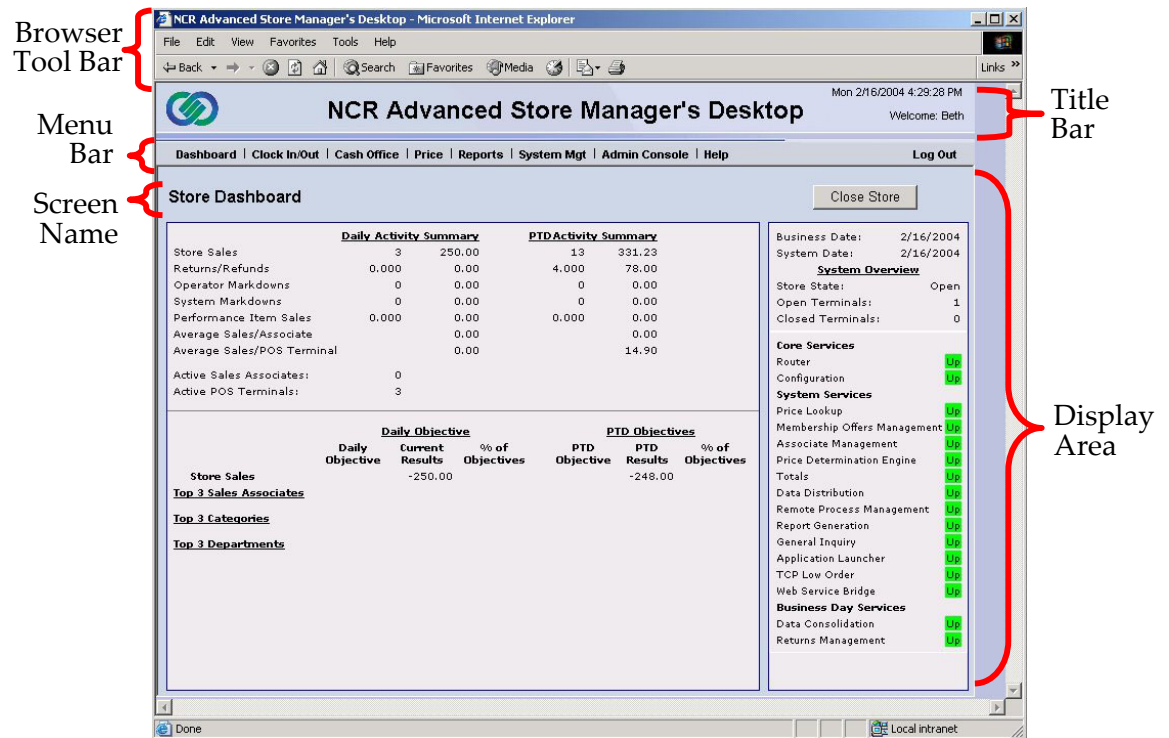 NCR Advanced Store Manager's Desktop - Microsoft Internet Explorer
Browser Tool Bar
File Edit View Favorites Tools Help
Back Search Favorites Media Links »
Mon 2/16/2004 4:29:28 PM
NCR Advanced Store Manager's Desktop
Welcome: Beth
Title Bar
Menu Bar
Dashboard | Clock In/Out | Cash Office | Price | Reports | System Mgt | Admin Console | Help Log Out
Screen Name
Store Dashboard Close Store
Daily Activity Summary PTDActivity Summary
Store Sales 3 250.00 13 331.23
Returns/Refunds 0.000 0.00 4.000 78.00
Operator Markdowns 0 0.00 0 0.00
System Markdowns 0 0.00 0 0.00
Performance Item Sales 0.000 0.00 0.000 0.00
Average Sales/Associate 0.00 0.00
Average Sales/POS Terminal 0.00 14.90
Active Sales Associates: 0
Active POS Terminals: 3
Daily Objective PTD Objectives
Daily Objective Current Results % of Objectives PTD Objective PTD Results % of Objectives
Store Sales -250.00 -248.00
Top 3 Sales Associates
Top 3 Categories
Top 3 Departments
Business Date: 2/16/2004
System Date: 2/16/2004
System Overview
Store State: Open
Open Terminals: 1
Closed Terminals: 0
Core Services
Router Up
Configuration Up
System Services
Price Lookup Up
Membership Offers Management Up
Associate Management Up
Price Determination Engine Up
Totals Up
Data Distribution Up
Remote Process Management Up
Report Generation Up
General Inquiry Up
Application Launcher Up
TCP Low Order Up
Web Service Bridge Up
Business Day Services
Data Consolidation Up
Returns Management Up
Display Area
Done Local intranet